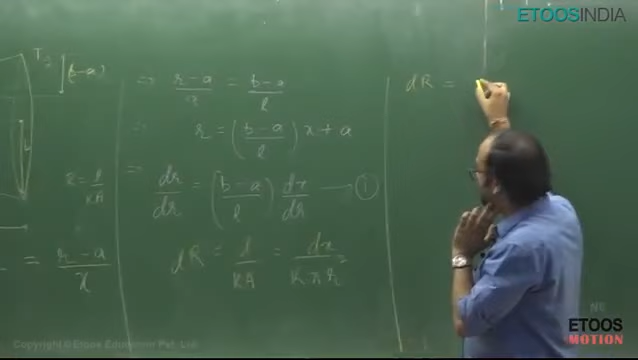 ETOOSINDIA
T₂ (b-a)
R = l/KA
= (r-a)/x
⇒ (r-a)/x = (b-a)/l
r = ((b-a)/l) x + a
⇒ dr/dr = ((b-a)/l) dx/dr → ①
dR = l/KA = dx/Kπr²
dR =
Copyright © Etoos Education Pvt. Ltd.
ETOOS
MOTION